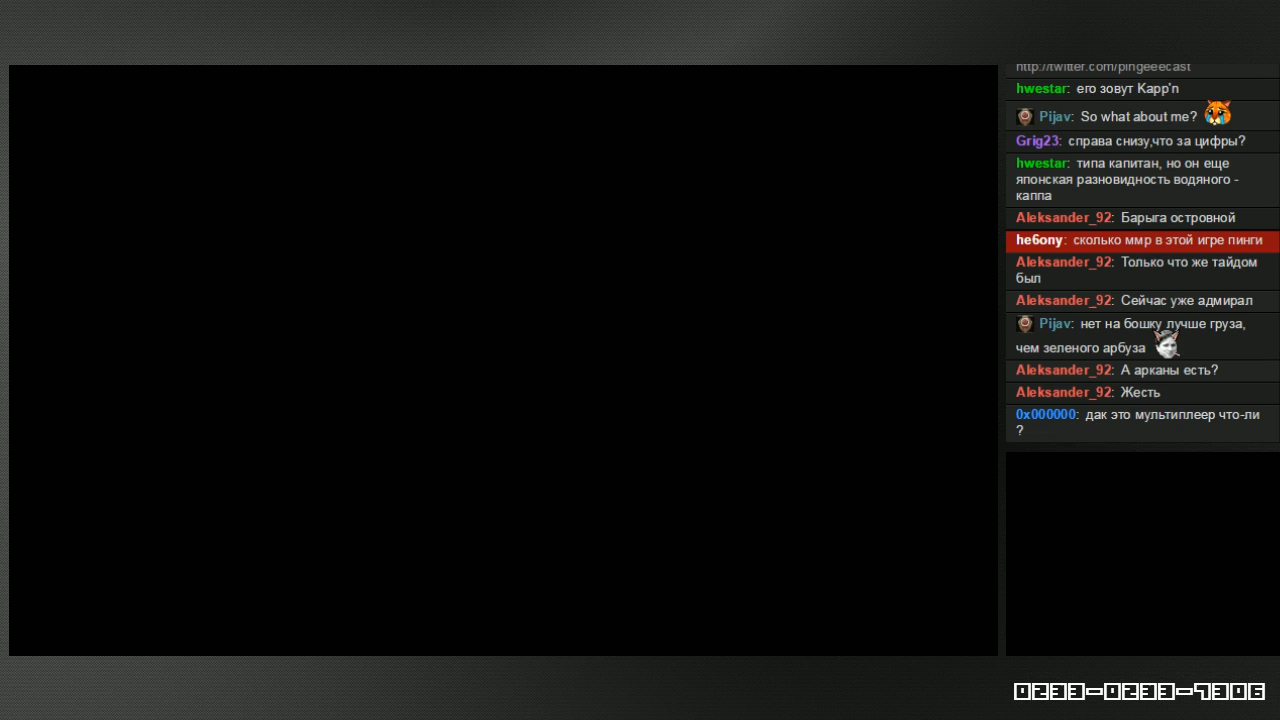 http://twitter.com/pingeeecast
hwestar: его зовут Kapp'n
Pijav: So what about me?
Grig23: справа снизу,что за цифры?
hwestar: типа капитан, но он еще
японская разновидность водяного -
каппа
Aleksander_92: Барыга островной
he6ony: сколько ммр в этой игре пинги
Aleksander_92: Только что же тайдом
был
Aleksander_92: Сейчас уже адмирал
Pijav: нет на бошку лучше груза,
чем зеленого арбуза
Aleksander_92: А арканы есть?
Aleksander_92: Жесть
0x000000: дак это мультиплеер что-ли
?
0233-0233-9306